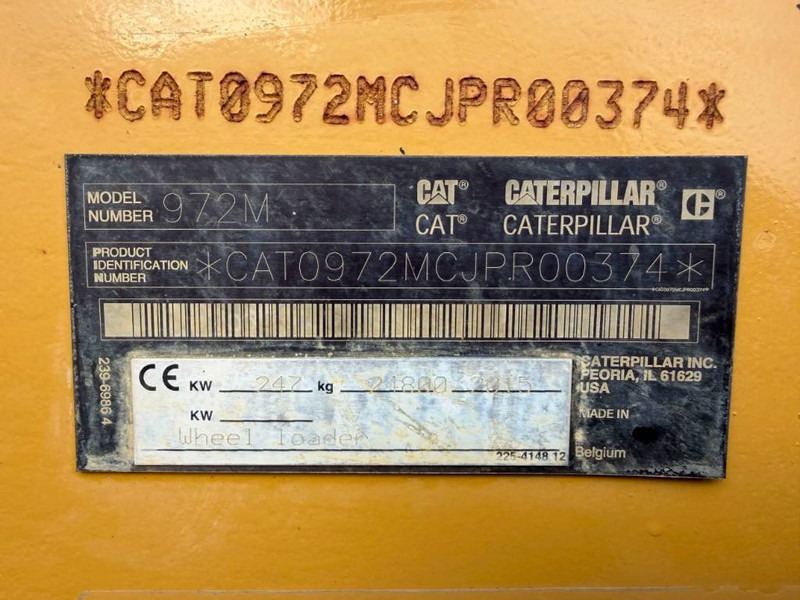 *CAT0972MCJPR00374*
MODEL NUMBER 972M
CAT® CATERPILLAR® C®
CAT® CATERPILLAR®
PRODUCT IDENTIFICATION NUMBER *CAT0972MCJPR00374*
*CAT0972MCJPR00374*
239-6986 4
CE KW 247 kg 24800 2015
KW
Wheel loader
225-4148 12
CATERPILLAR INC.
PEORIA, IL 61629
USA
MADE IN
Belgium